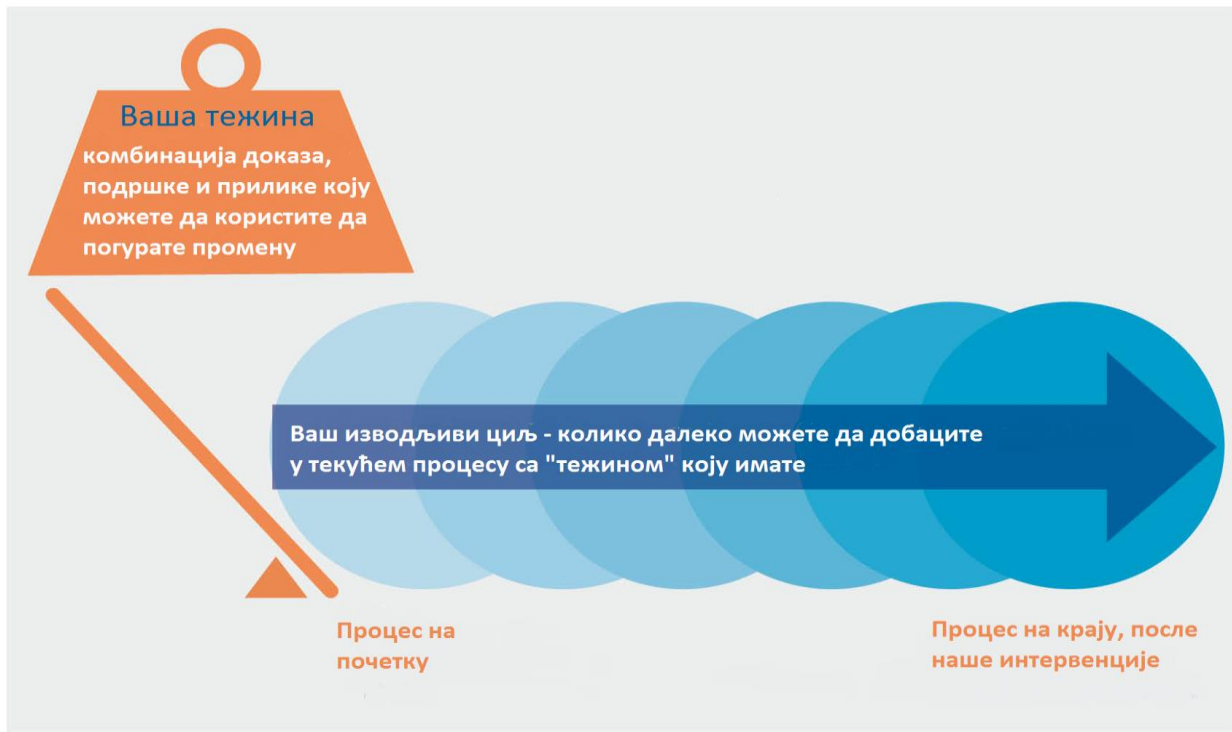 Ваша тежина
комбинација доказа,
подршке и прилике коју
можете да користите да
погурате промену
Ваш изводљиви циљ - колико далеко можете да добаците
у текућем процесу са "тежином" коју имате
Процес на
почетку
Процес на крају, после
наше интервенције